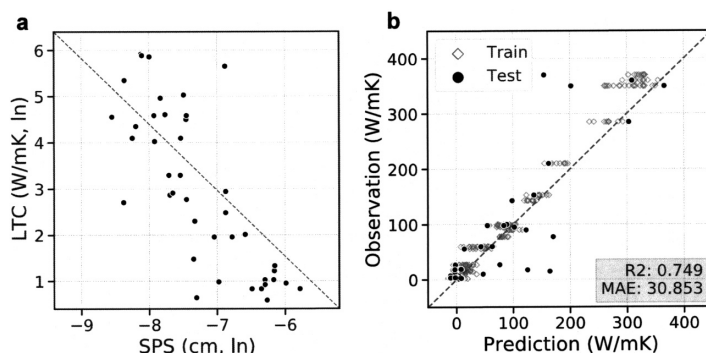 a
6
5
4
3
2
1
LTC (W/mK, ln)
−9
−8
−7
−6
SPS (cm, ln)
b
400
300
200
100
0
Observation (W/mK)
Train
Test
R2: 0.749
MAE: 30.853
0
100
200
300
400
Prediction (W/mK)